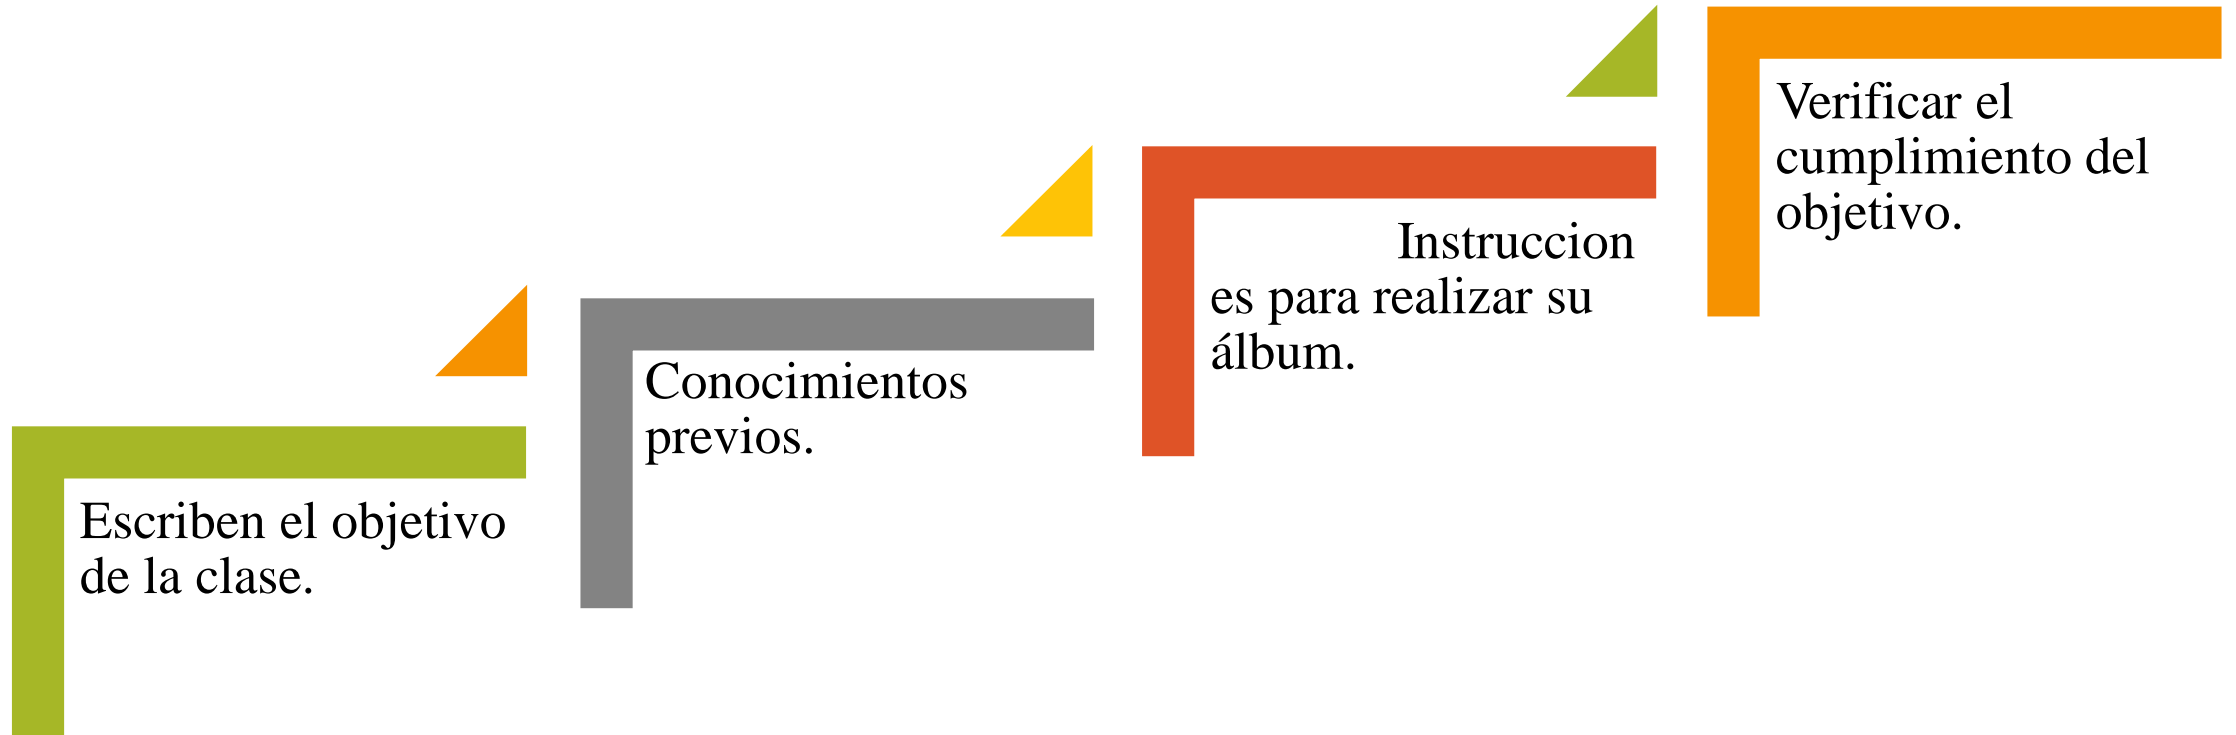 Escriben el objetivo
de la clase.
Conocimientos
previos.
Instruccion
es para realizar su
álbum.
Verificar el
cumplimiento del
objetivo.